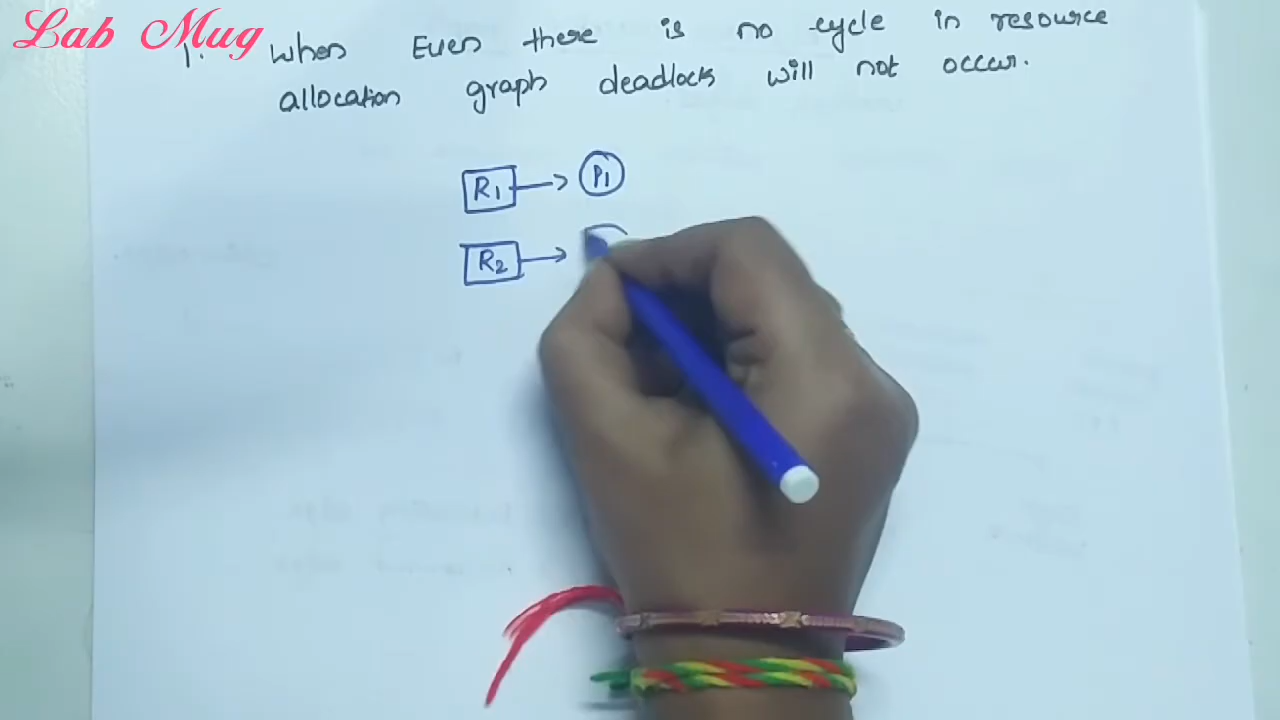 Lab Mug
1. When Even there is no cycle in resource
allocation graph deadlock will not occur.
R1 P1
R2